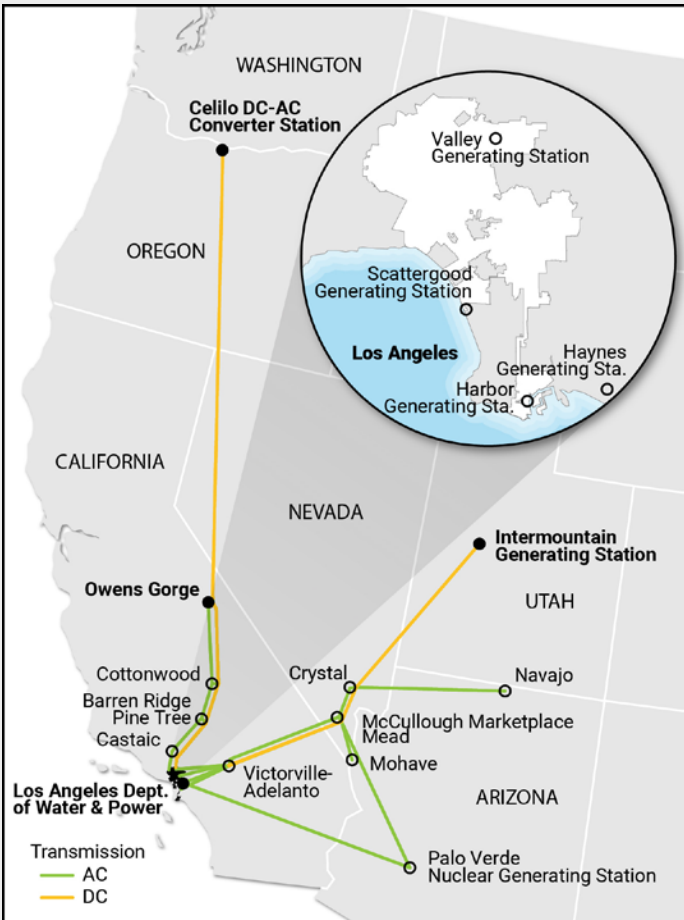 WASHINGTON
Celilo DC-AC
Converter Station
Valley
Generating Station
OREGON
Scattergood
Generating Station
Los Angeles
Haynes
Generating Sta.
Harbor
Generating Sta.
CALIFORNIA
NEVADA
Intermountain
Generating Station
Owens Gorge
UTAH
Cottonwood
Crystal
Navajo
Barren Ridge
Pine Tree
McCullough Marketplace
Mead
Castaic
Mohave
Victorville-
Adelanto
Los Angeles Dept.
of Water & Power
ARIZONA
Transmission
AC
DC
Palo Verde
Nuclear Generating Station